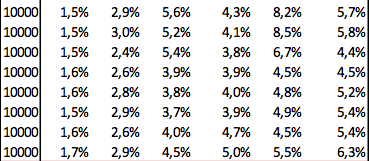 10000 1,5% 2,9% 5,6% 4,3% 8,2% 5,7%
10000 1,5% 3,0% 5,2% 4,1% 8,5% 5,8%
10000 1,5% 2,4% 5,4% 3,8% 6,7% 4,4%
10000 1,6% 2,6% 3,9% 3,9% 4,5% 4,5%
10000 1,6% 2,8% 3,8% 4,0% 4,8% 5,2%
10000 1,5% 2,9% 3,7% 3,9% 4,9% 5,4%
10000 1,6% 2,6% 4,0% 4,7% 4,5% 5,4%
10000 1,7% 2,9% 4,5% 5,0% 5,5% 6,3%